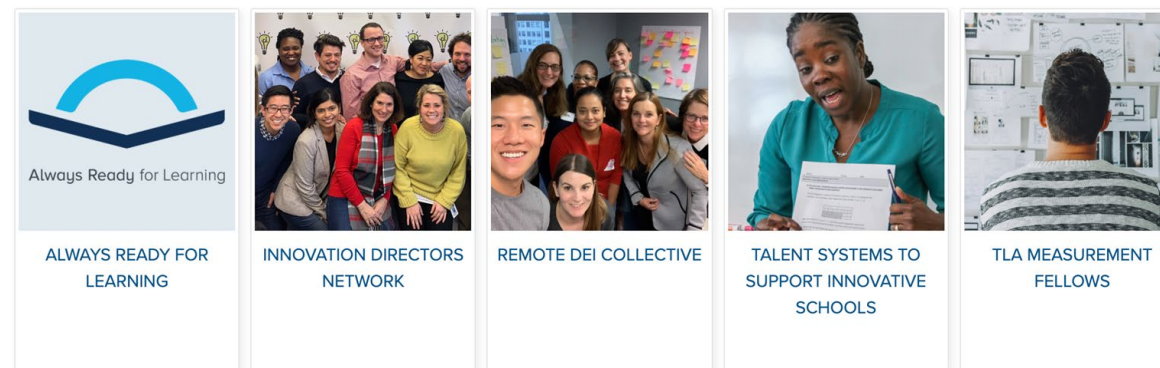 Always Ready for Learning
ALWAYS READY FOR
LEARNING
INNOVATION DIRECTORS
NETWORK
REMOTE DEI COLLECTIVE
TALENT SYSTEMS TO
SUPPORT INNOVATIVE
SCHOOLS
TLA MEASUREMENT
FELLOWS